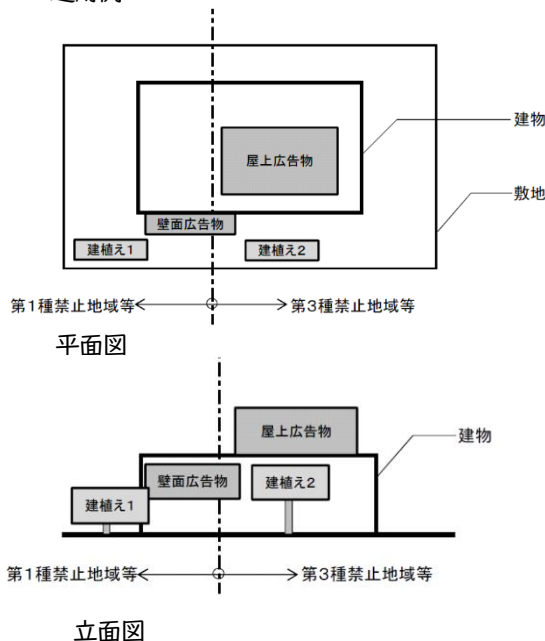 建物
屋上広告物
敷地
壁面広告物
建植え1
建植え2
第1種禁止地域等
第3種禁止地域等
平面図
屋上広告物
建物
壁面広告物
建植え2
建植え1
第1種禁止地域等
第3種禁止地域等
立面図